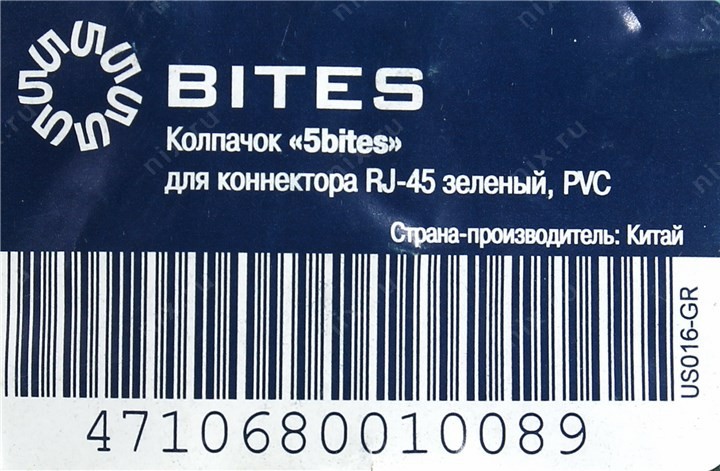 BITES
Колпачок «5bites»
для коннектора RJ-45 зеленый, PVC
Страна-производитель: Китай
US016-GR
4710680010089